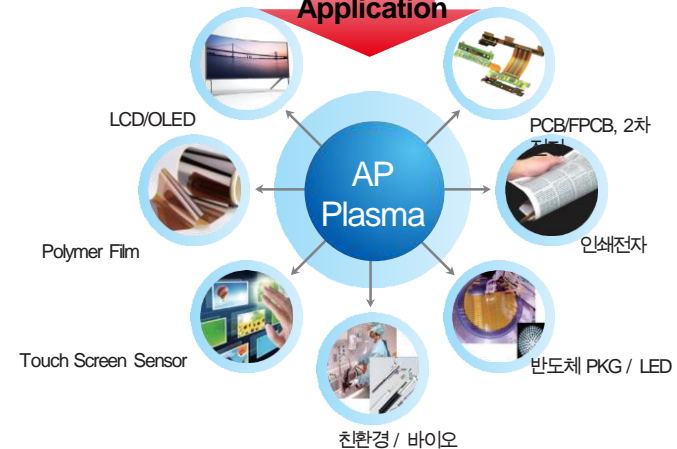 Application
LCD/OLED
PCB/FPCB, 2차
AP
Plasma
Polymer Film
인쇄전자
Touch Screen Sensor
반도체 PKG / LED
친환경 / 바이오